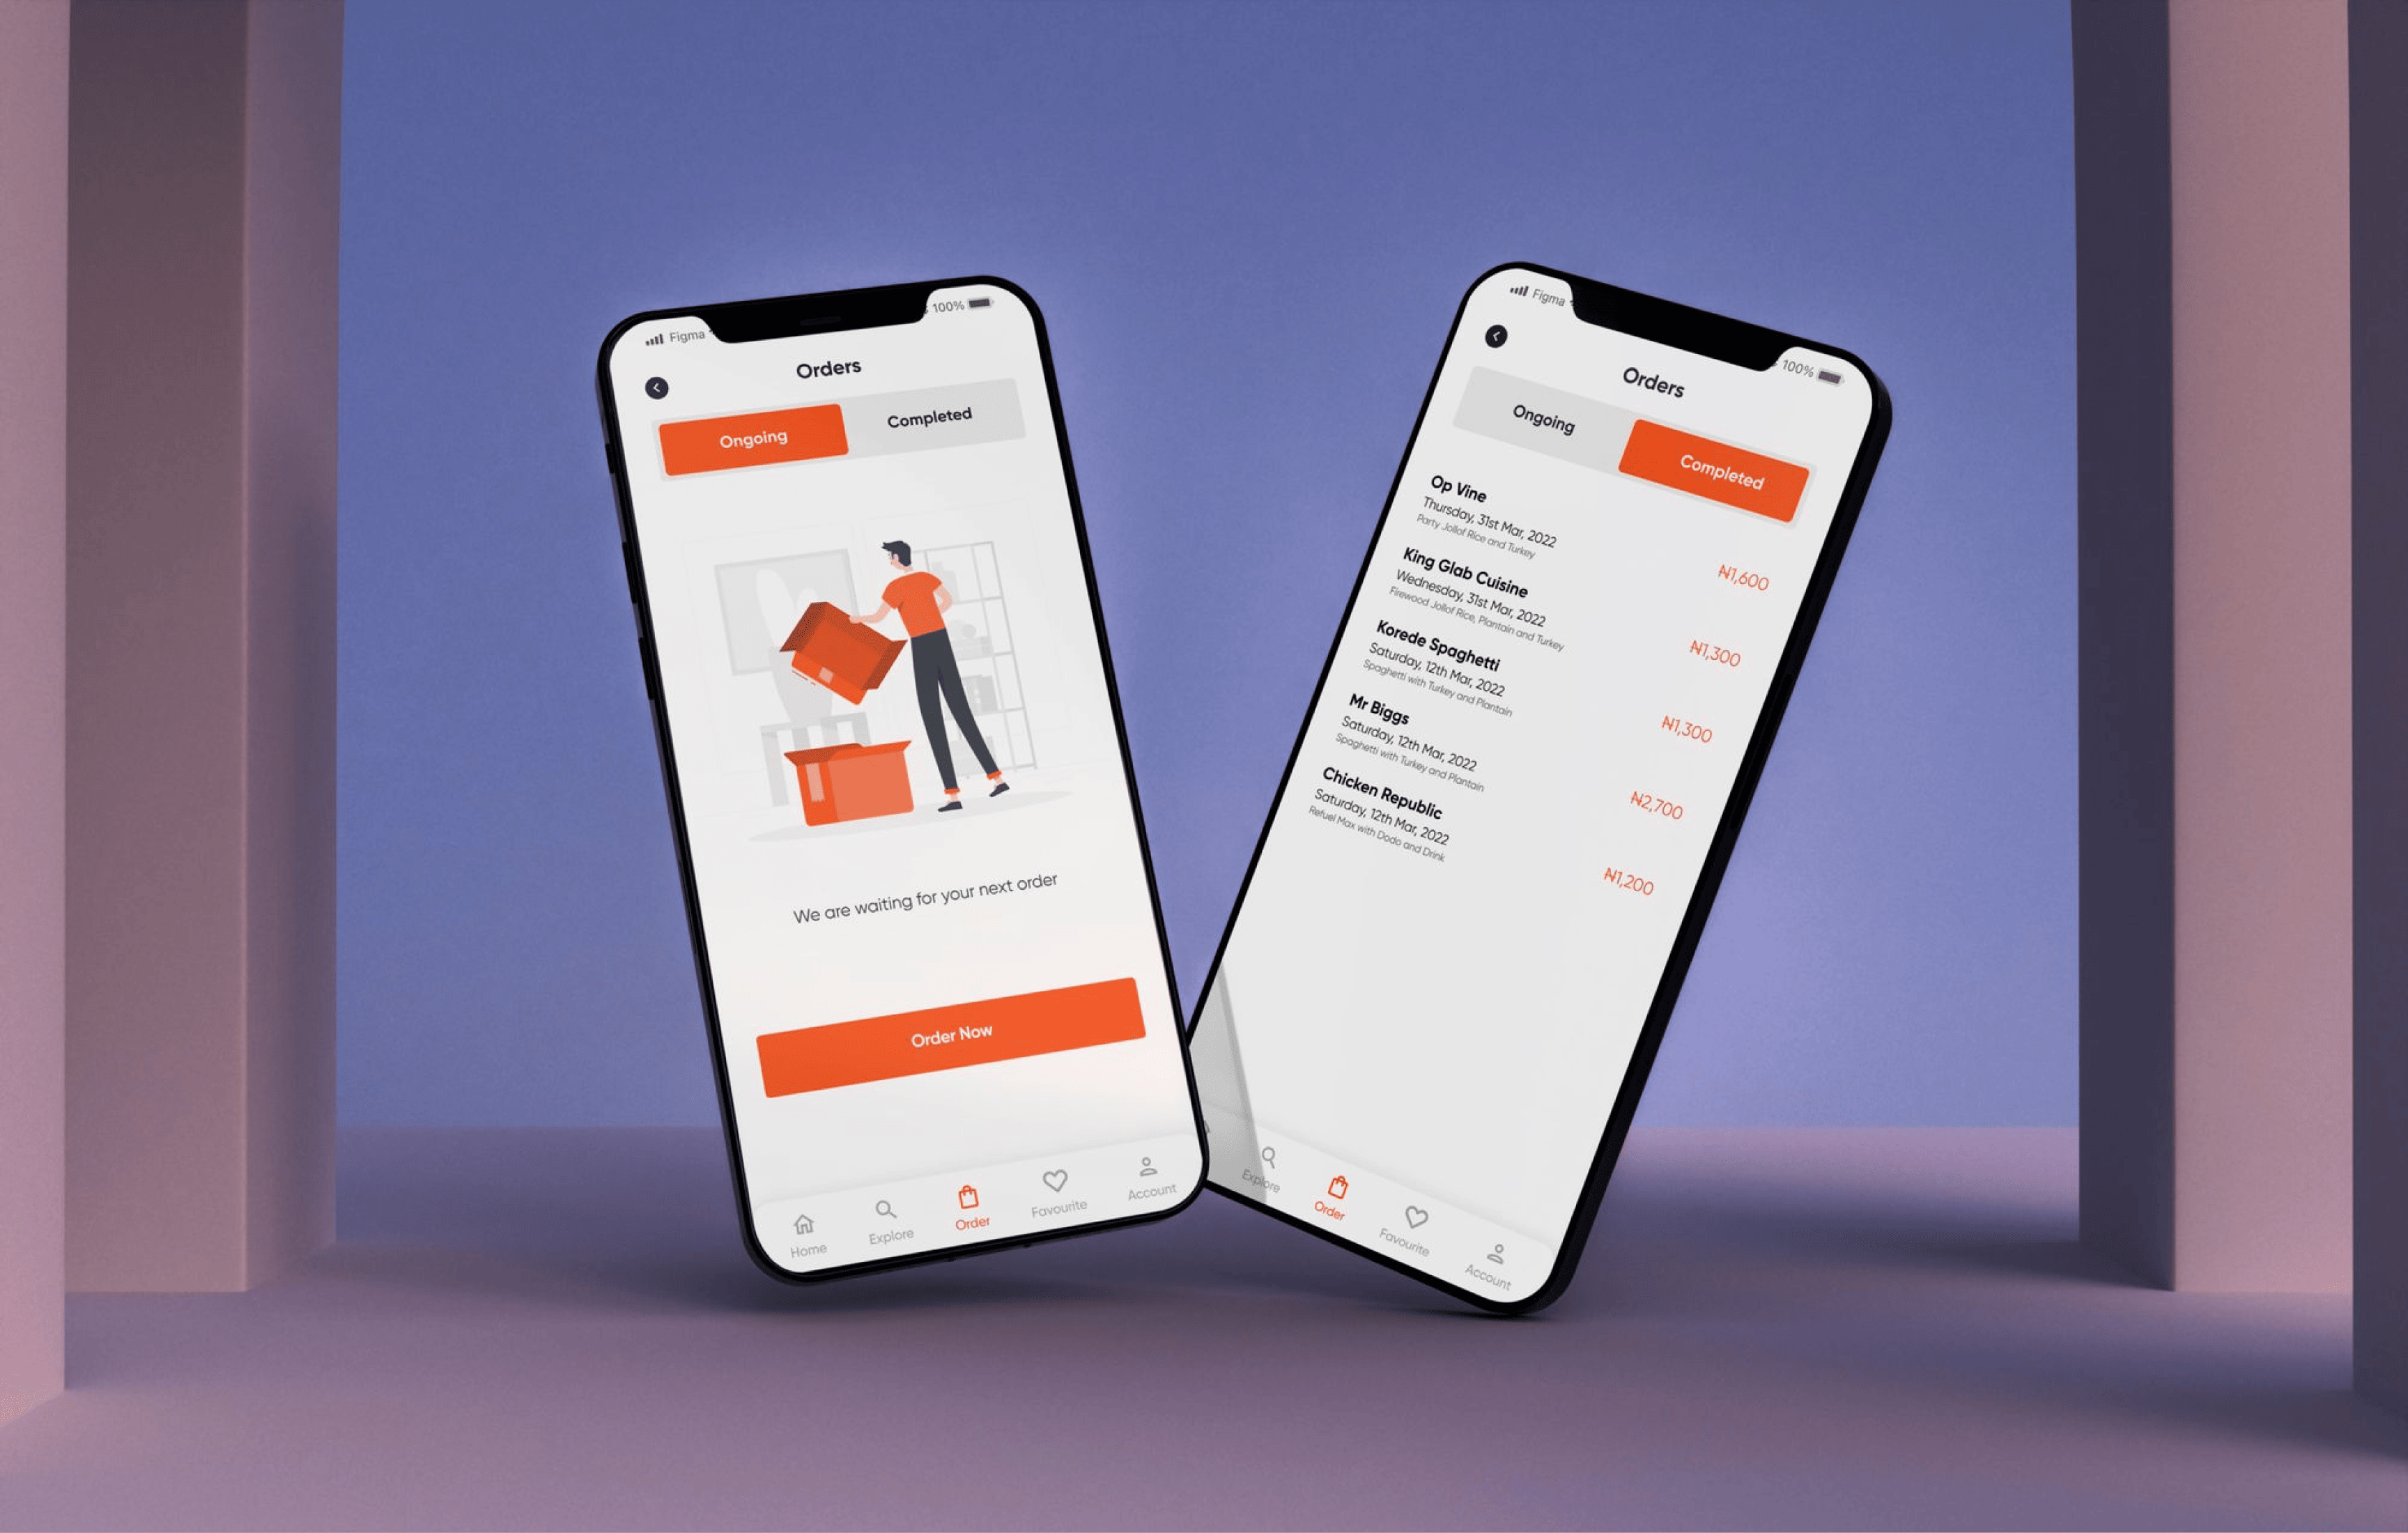 Figma
100%
Orders
Ongoing
Completed
We are waiting for your next order
Order Now
Home
Explore
Order
Favourite
Account
Figma
100%
Orders
Ongoing
Completed
Op Vine
Thursday, 31st Mar, 2022
Party Jollof Rice and Turkey
₦1,600
King Glab Cuisine
Wednesday, 31st Mar, 2022
Firewood Jollof Rice, Plantain and Turkey
₦1,300
Korede Spaghetti
Saturday, 12th Mar, 2022
Spaghetti with Turkey and Plantain
₦1,300
Mr Biggs
Saturday, 12th Mar, 2022
Spaghetti with Turkey and Plantain
₦2,700
Chicken Republic
Saturday, 12th Mar, 2022
Refuel Max with Dodo and Drink
₦1,200
Explore
Order
Favourite
Account